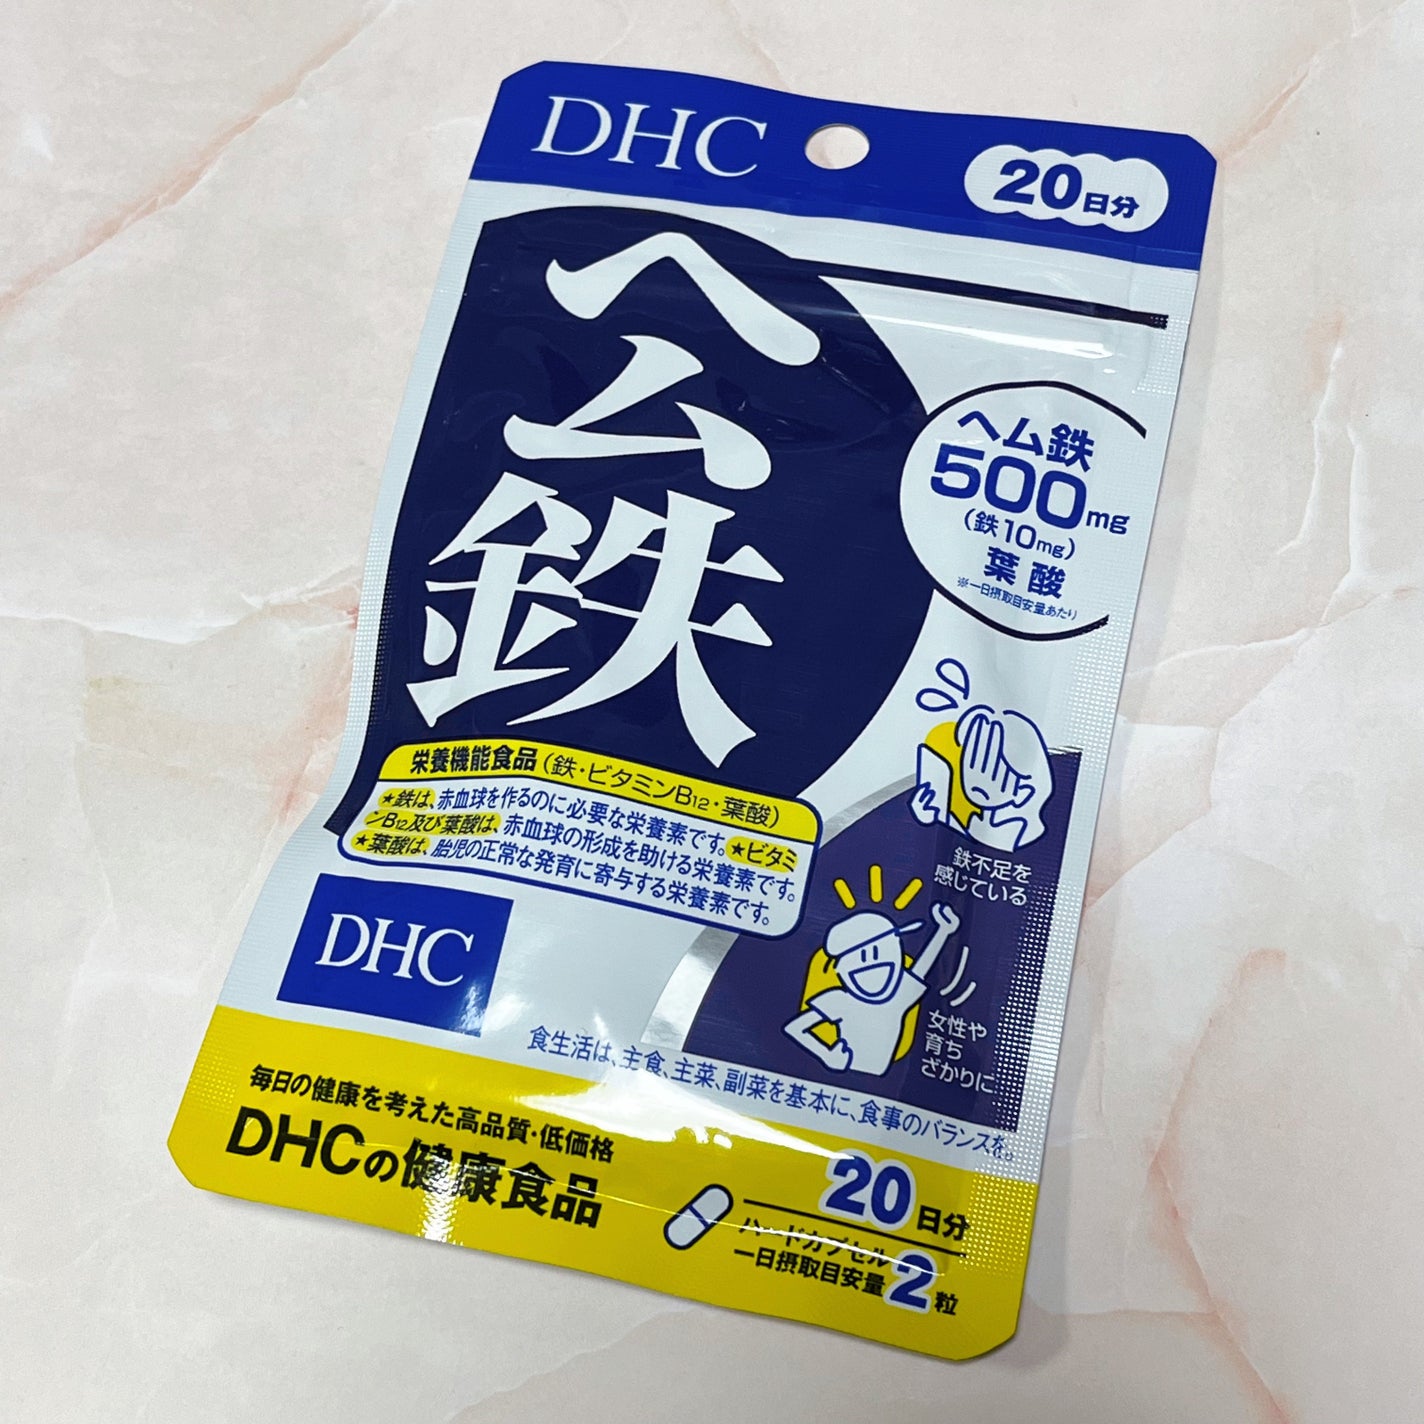 DHC
20日分
ヘム鉄
ヘム鉄
500mg
(鉄10mg)
葉酸
※一日摂取目安量あたり
栄養機能食品(鉄・ビタミンB12・葉酸)
★鉄は、赤血球を作るのに必要な栄養素です。★ビタミ
ンB12及び葉酸は、赤血球の形成を助ける栄養素です。
★葉酸は、胎児の正常な発育に寄与する栄養素です。
鉄不足を
感じている
DHC
女性や
育ち
ざかりに
食生活は、主食、主菜、副菜を基本に、食事のバランスを。
毎日の健康を考えた高品質・低価格
DHCの健康食品
20日分
ハードカプセル
一日摂取目安量2粒